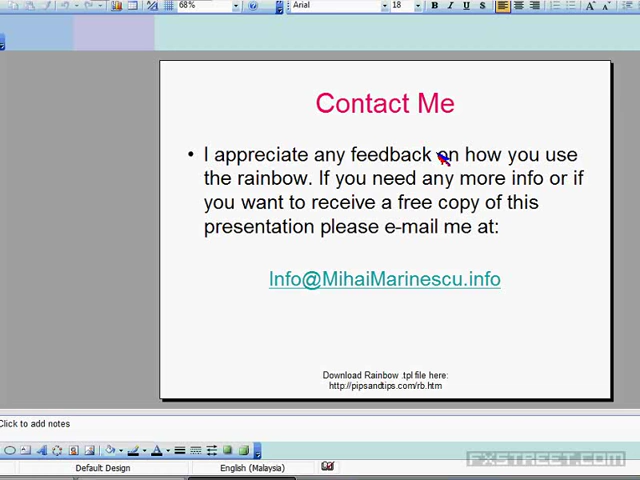 68%
Arial
18
B I U S
Contact Me
• I appreciate any feedback on how you use
the rainbow. If you need any more info or if
you want to receive a free copy of this
presentation please e-mail me at:
Info@MihaiMarinescu.info
Download Rainbow .tpl file here:
http://pipsandtips.com/rb.htm
Click to add notes
Default Design
English (Malaysia)
FXSTREET.COM